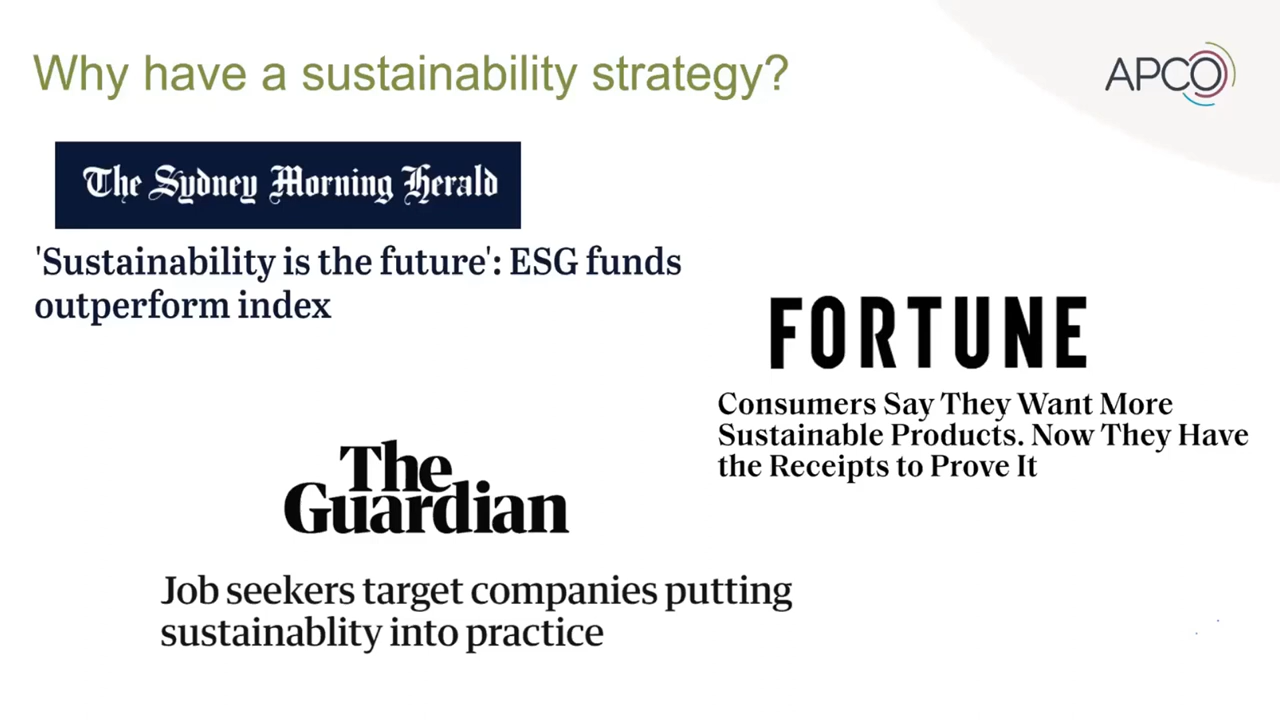 Why have a sustainability strategy?
APCO
The Sydney Morning Herald
'Sustainability is the future': ESG funds
outperform index
FORTUNE
Consumers Say They Want More
Sustainable Products. Now They Have
the Receipts to Prove It
The
Guardian
Job seekers target companies putting
sustainablity into practice